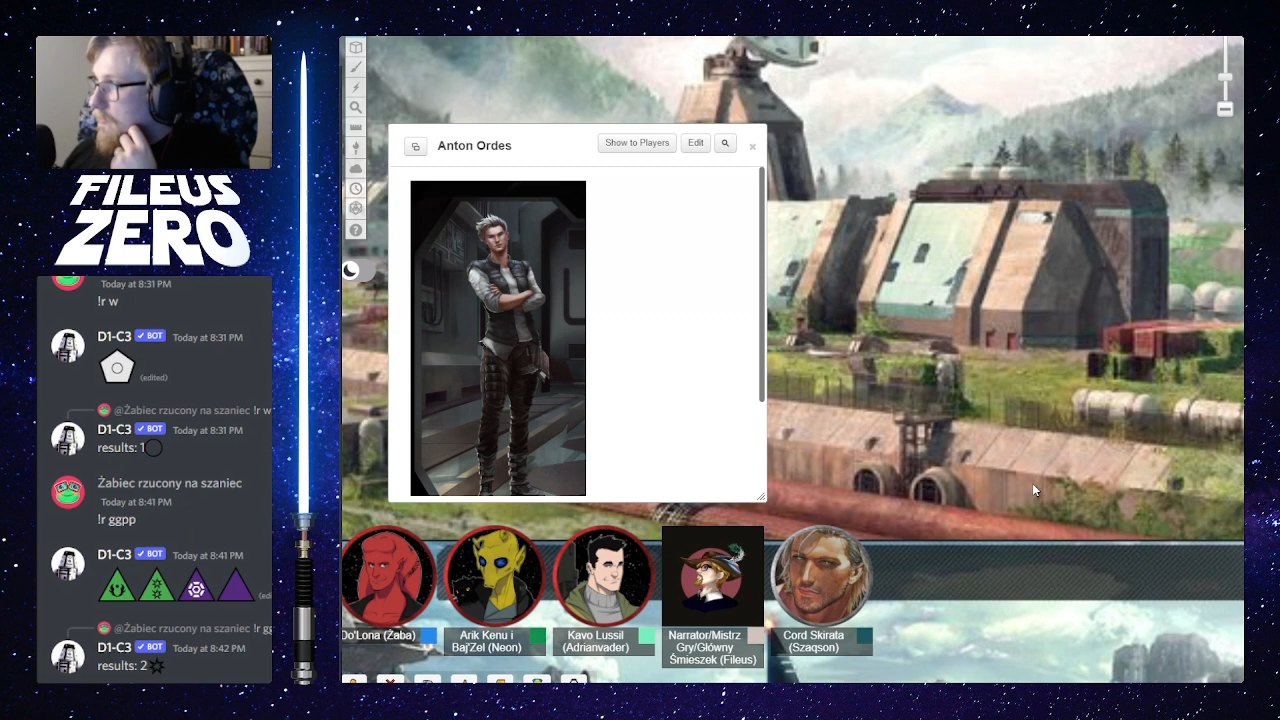 FILEUS
ZERO
Today at 8:31 PM
!r w
D1-C3 ✔ BOT Today at 8:31 PM
(edited)
@Żabiec rzucony na szaniec !r w
D1-C3 ✔ BOT Today at 8:31 PM
results: 1
Żabiec rzucony na szaniec
Today at 8:41 PM
!r ggpp
D1-C3 ✔ BOT Today at 8:41 PM
(edi
@Żabiec rzucony na szaniec !r gg
D1-C3 ✔ BOT Today at 8:42 PM
results: 2
Anton Ordes
Show to Players
Edit
Do'Lona (Żaba)
Arik Kenu i
Baj'Zel (Neon)
Kavo Lussil
(Adrianvader)
Narrator/Mistrz
Gry/Główny
Śmieszek (Fileus)
Cord Skirata
(Szaqson)